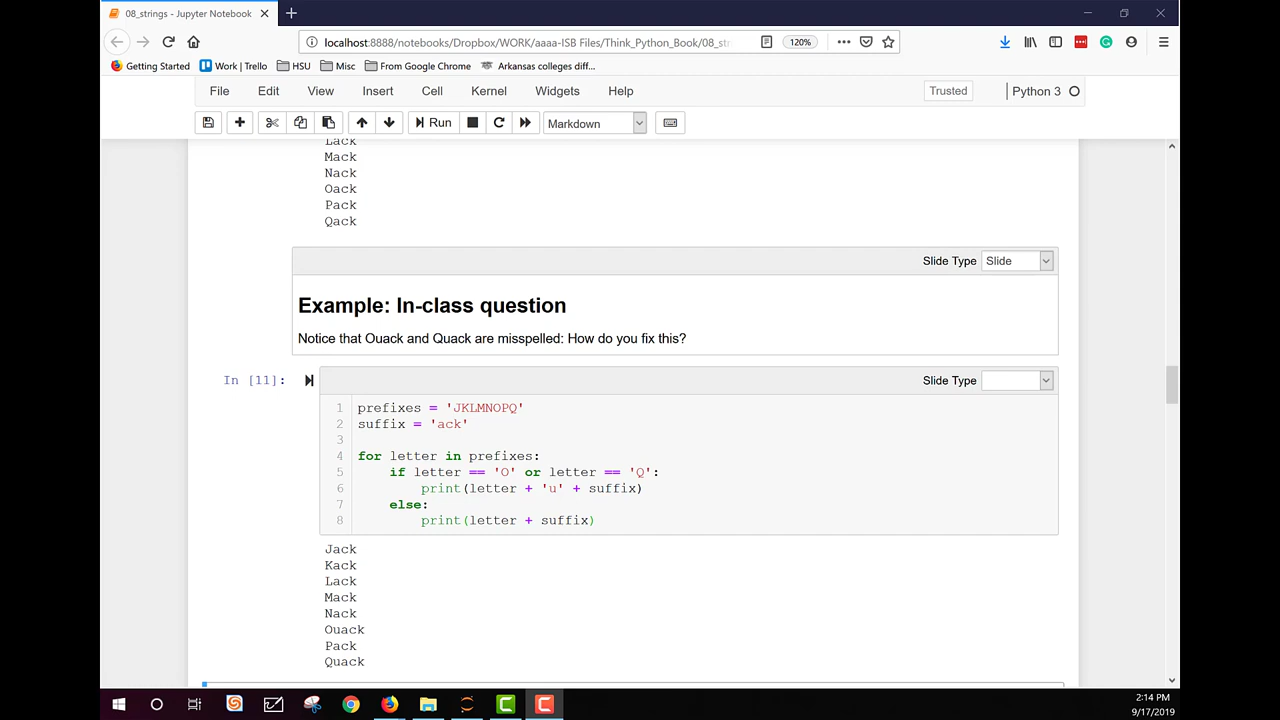 08_strings - Jupyter Notebook
localhost:8888/notebooks/Dropbox/WORK/aaaa-ISB Files/Think_Python_Book/08_str
120%
Getting Started
Work | Trello
HSU
Misc
From Google Chrome
Arkansas colleges diff...
File Edit View Insert Cell Kernel Widgets Help
Trusted
Python 3
Run
Markdown
Lack
Mack
Nack
Oack
Pack
Qack
Slide Type Slide
Example: In-class question
Notice that Ouack and Quack are misspelled: How do you fix this?
In [11]:
Slide Type
1 prefixes = 'JKLMNOPQ'
2 suffix = 'ack'
3
4 for letter in prefixes:
5 if letter == 'O' or letter == 'Q':
6 print(letter + 'u' + suffix)
7 else:
8 print(letter + suffix)
Jack
Kack
Lack
Mack
Nack
Ouack
Pack
Quack
2:14 PM
9/17/2019